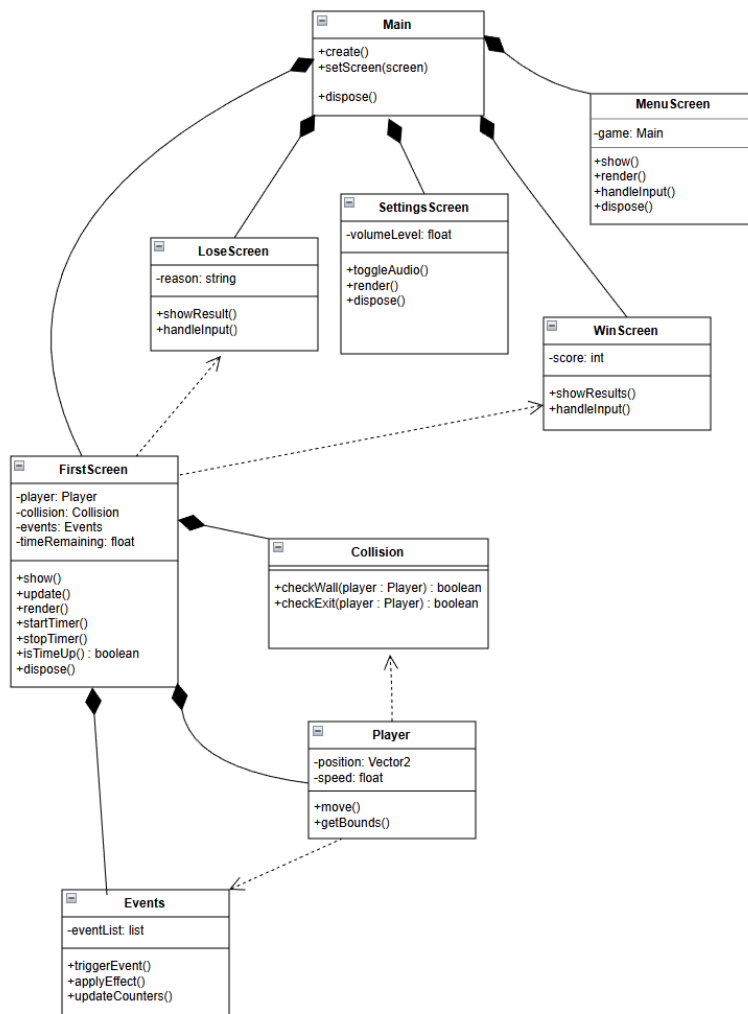 Main
+create()
+setScreen(screen)
+dispose()
MenuScreen
-game: Main
+show()
+render()
+handleInput()
+dispose()
SettingsScreen
-volumeLevel: float
+toggleAudio()
+render()
+dispose()
LoseScreen
-reason: string
+showResult()
+handleInput()
WinScreen
-score: int
+showResults()
+handleInput()
FirstScreen
-player: Player
-collision: Collision
-events: Events
-timeRemaining: float
+show()
+update()
+render()
+startTimer()
+stopTimer()
+isTimeUp() : boolean
+dispose()
Collision
+checkWall(player : Player) : boolean
+checkExit(player : Player) : boolean
Player
-position: Vector2
-speed: float
+move()
+getBounds()
Events
-eventList: list
+triggerEvent()
+applyEffect()
+updateCounters()